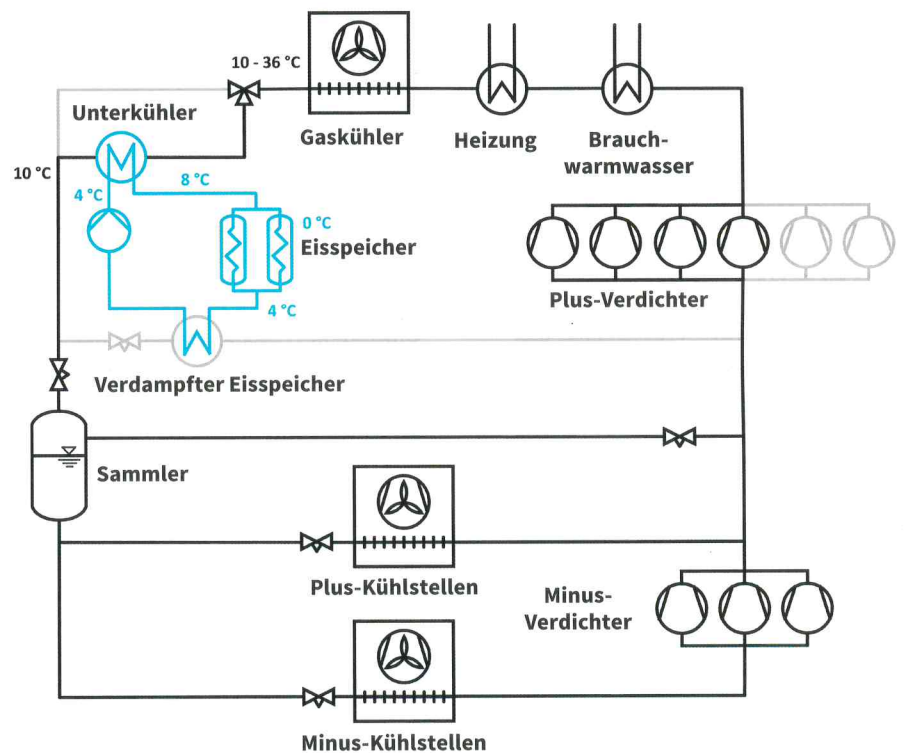 10 - 36 °C
Unterkühler
Gaskühler
Heizung
Brauch-
warmwasser
10 °C
8 °C
4 °C
0 °C
Eisspeicher
4 °C
Plus-Verdichter
Verdampfter Eisspeicher
Sammler
Plus-Kühlstellen
Minus-
Verdichter
Minus-Kühlstellen